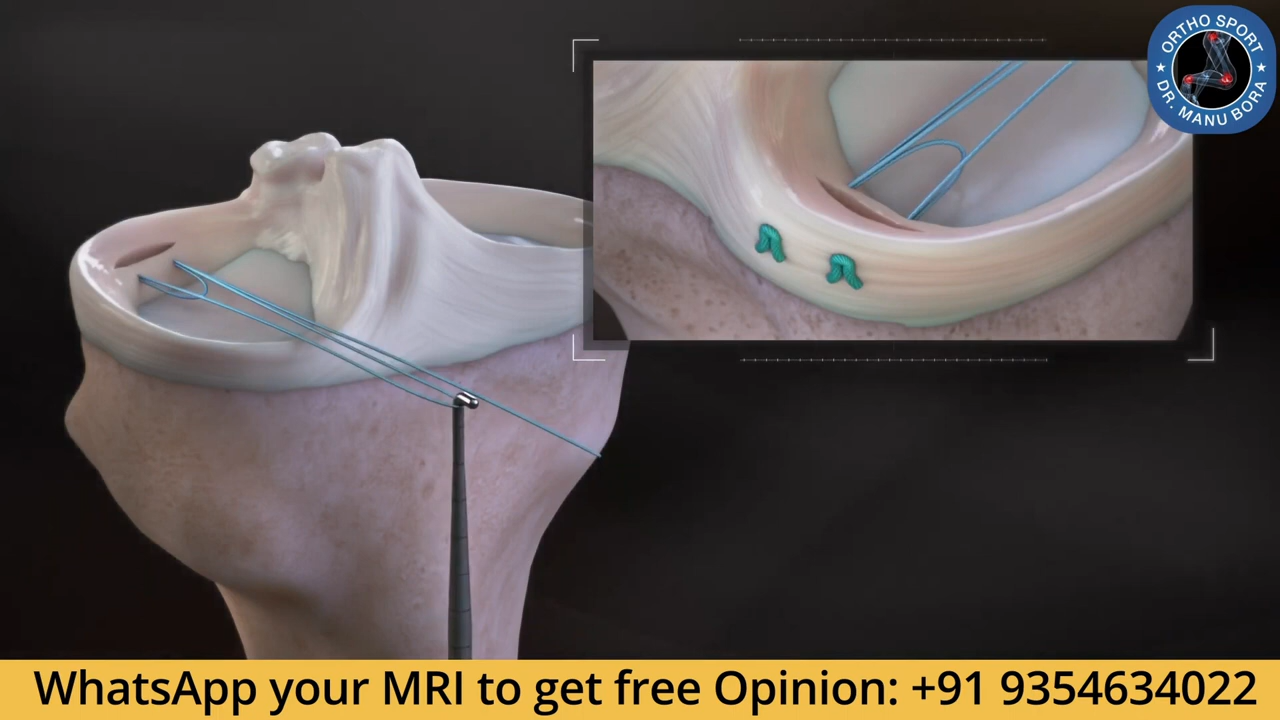 ORTHO SPORT
DR. MANU BORA
WhatsApp your MRI to get free Opinion: +91 9354634022